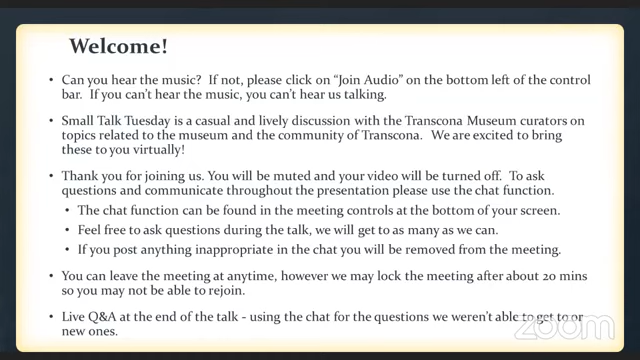 Welcome!
• Can you hear the music? If not, please click on "Join Audio" on the bottom left of the control
bar. If you can't hear the music, you can't hear us talking.
• Small Talk Tuesday is a casual and lively discussion with the Transcona Museum curators on
topics related to the museum and the community of Transcona. We are excited to bring
these to you virtually!
• Thank you for joining us. You will be muted and your video will be turned off. To ask
questions and communicate throughout the presentation please use the chat function.
• The chat function can be found in the meeting controls at the bottom of your screen.
• Feel free to ask questions during the talk, we will get to as many as we can.
• If you post anything inappropriate in the chat you will be removed from the meeting.
• You can leave the meeting at anytime, however we may lock the meeting after about 20 mins
so you may not be able to rejoin.
• Live Q&A at the end of the talk - using the chat for the questions we weren't able to get to or
new ones.
zoom